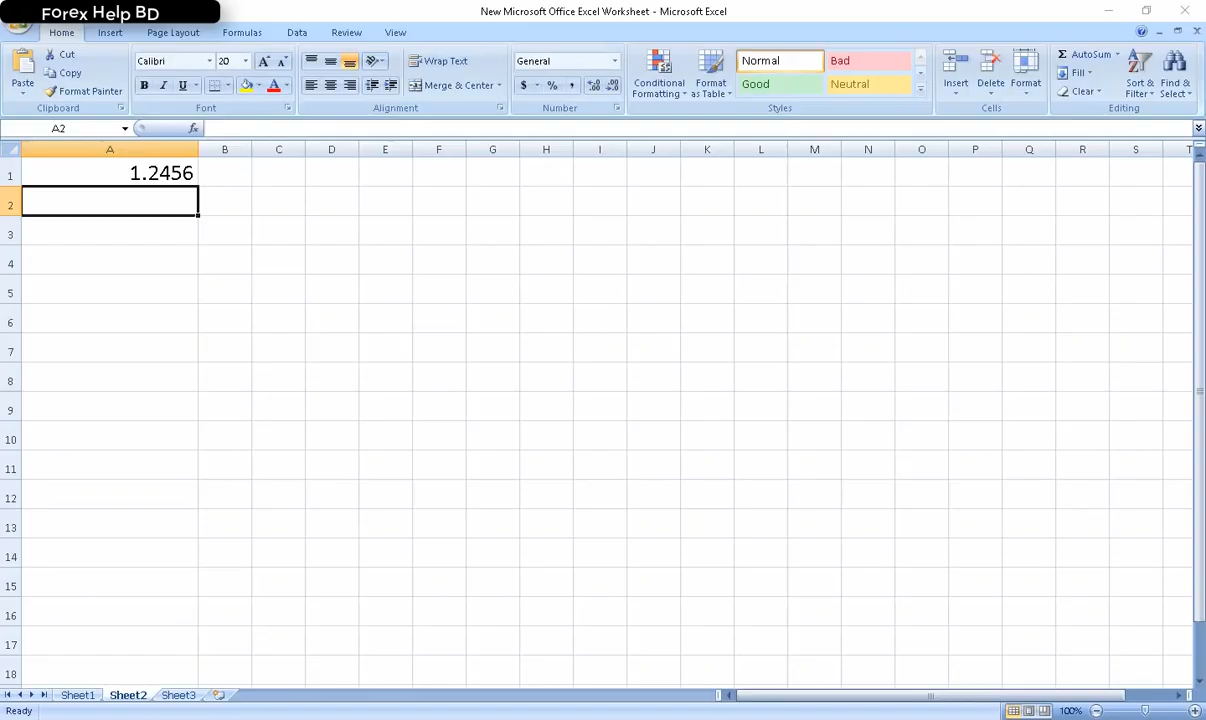 Forex Help BD
New Microsoft Office Excel Worksheet - Microsoft Excel
Home Insert Page Layout Formulas Data Review View
Paste
Cut
Copy
Format Painter
Clipboard
Calibri 20 A A
B I U A
Font
Wrap Text
Merge & Center
Alignment
General
$ % , .00 .0
Number
Conditional Formatting
Format as Table
Normal Bad
Good Neutral
Styles
Insert Delete Format
Cells
Σ AutoSum
Fill
Clear
Sort & Filter
Find & Select
Editing
A2 fx
A B C D E F G H I J K L M N O P Q R S T
1 1.2456
2
3
4
5
6
7
8
9
10
11
12
13
14
15
16
17
18
Sheet1 Sheet2 Sheet3
Ready 100%